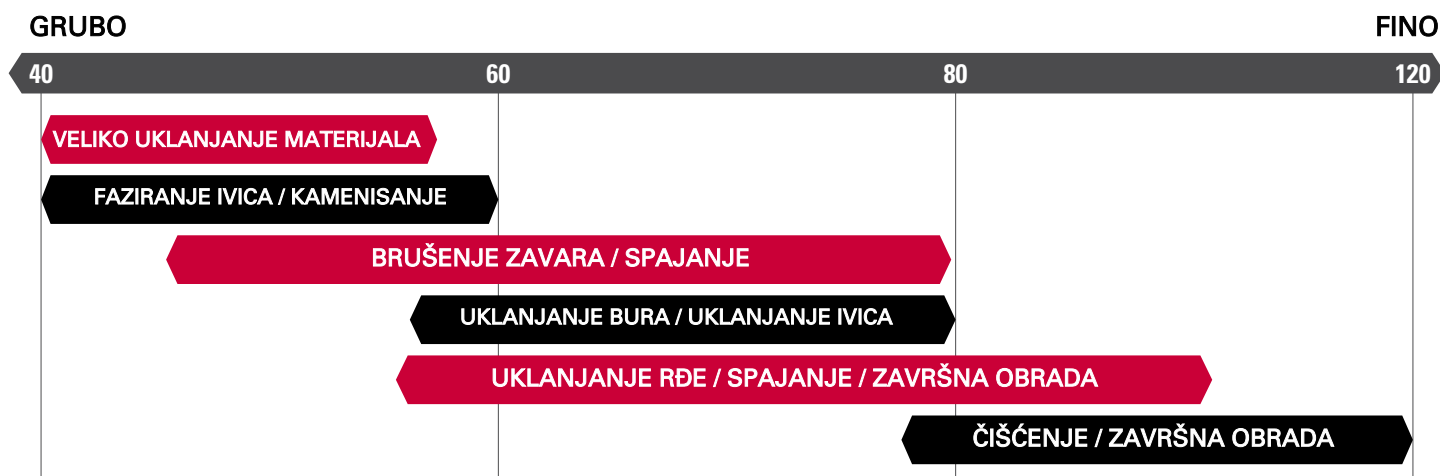 GRUBO FINO
40 60 80 120
VELIKO UKLANJANJE MATERIJALA
FAZIRANJE IVICA / KAMENISANJE
BRUŠENJE ZAVARA / SPAJANJE
UKLANJANJE BURA / UKLANJANJE IVICA
UKLANJANJE RĐE / SPAJANJE / ZAVRŠNA OBRADA
ČIŠĆENJE / ZAVRŠNA OBRADA